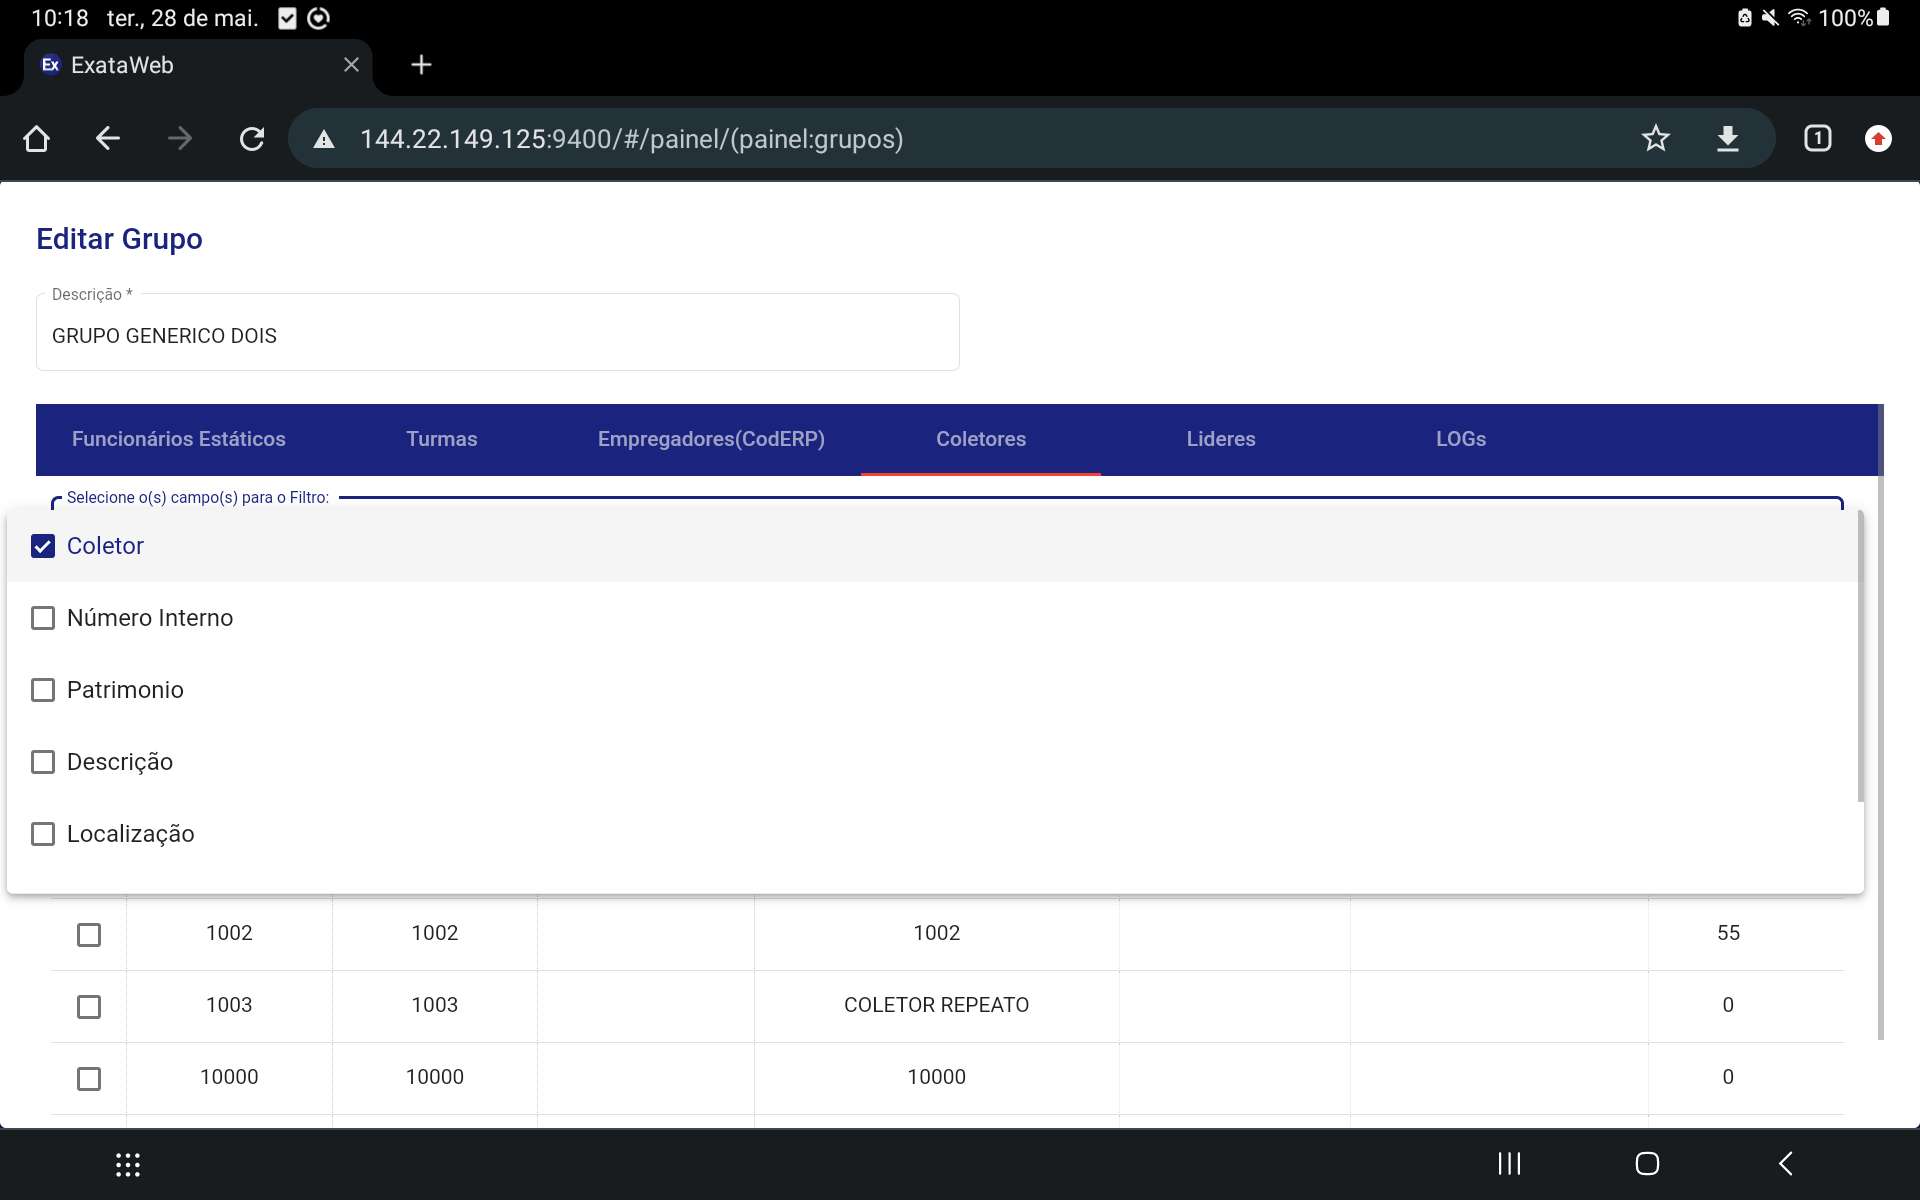 10:18 ter., 28 de mai. 100%
Ex ExataWeb
144.22.149.125:9400/#/painel/(painel:grupos) 1
Editar Grupo
Descrição *
GRUPO GENERICO DOIS
Funcionários Estáticos Turmas Empregadores(CodERP) Coletores Lideres LOGs
Selecione o(s) campo(s) para o Filtro:
Coletor
Número Interno
Patrimonio
Descrição
Localização
1002 1002 1002 55
1003 1003 COLETOR REPEATO 0
10000 10000 10000 0